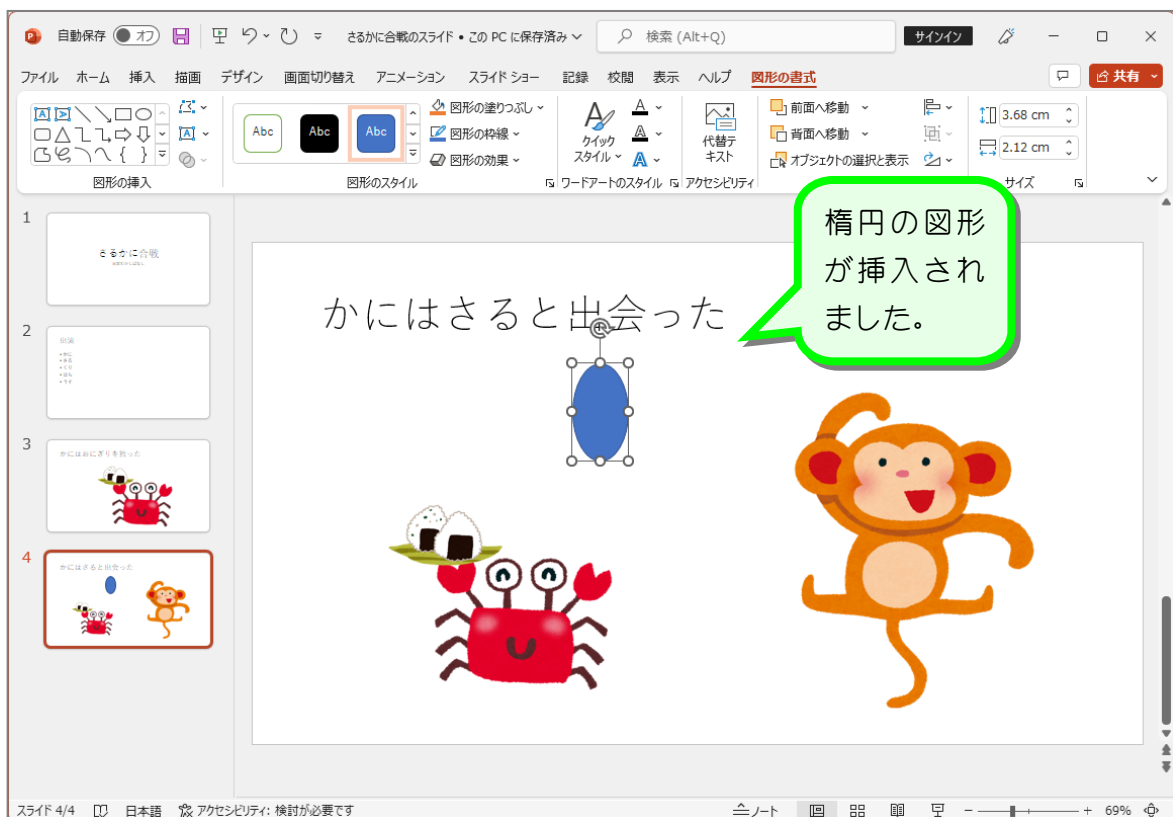 自動保存 オフ さるかに合戦のスライド • この PC に保存済み 検索 (Alt+Q) サインイン
ファイル ホーム 挿入 描画 デザイン 画面切り替え アニメーション スライド ショー 記録 校閲 表示 ヘルプ 図形の書式 共有
Abc Abc Abc
図形の塗りつぶし
図形の枠線
図形の効果
クイック
スタイル
代替テ
キスト
前面へ移動
背面へ移動
オブジェクトの選択と表示
3.68 cm
2.12 cm
図形の挿入 図形のスタイル ワードアートのスタイル アクセシビリティ サイズ
楕円の図形
が挿入され
ました。
1
さるかに合戦
2
出演
• かに
• さる
• くり
• はち
• うす
3
かにはおにぎりを拾った
4
かにはさると出会った
かにはさると出会った
スライド 4/4 日本語 アクセシビリティ: 検討が必要です ノート 69%